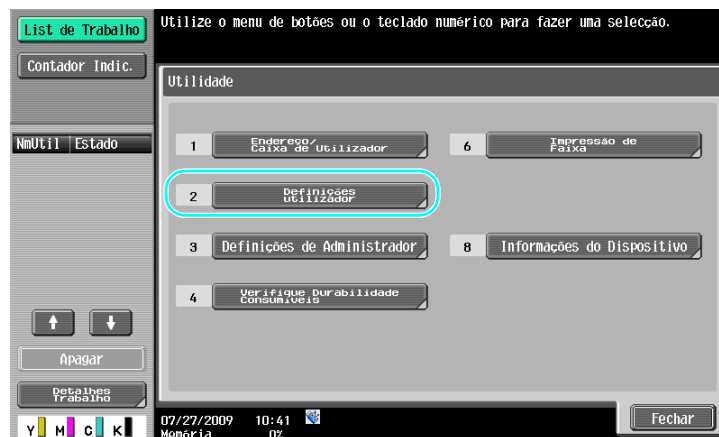 List de Trabalho
Contador Indic.
NmUtil Estado
Apagar
Detalhes
Trabalho
Y M C K
Utilize o menu de botões ou o teclado numérico para fazer uma selecção.
Utilidade
1 Endereço/
Caixa de Utilizador
2 Definições
Utilizador
3 Definições de Administrador
4 Verifique Durabilidade
Consumíveis
6 Impressão de
Faixa
8 Informações do Dispositivo
07/27/2009 10:41
Memória 0%
Fechar